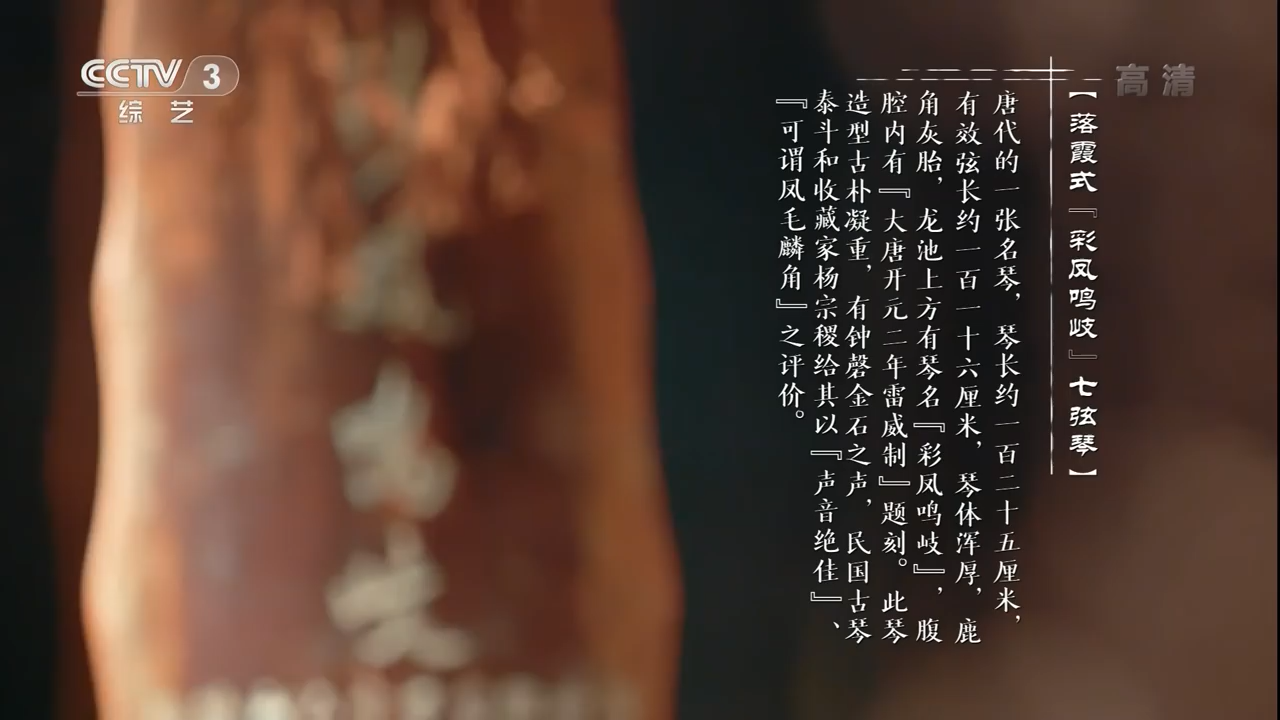 CCTV 3
综艺
高清
【落霞式『彩凤鸣岐』七弦琴】
唐代的一张名琴，琴长约一百二十五厘米，
有效弦长约一百一十六厘米，琴体浑厚，鹿
角灰胎，龙池上方有琴名『彩凤鸣岐』，腹
腔内有『大唐开元二年雷威制』题刻。此琴
造型古朴凝重，有钟磬金石之声，民国古琴
泰斗和收藏家杨宗稷给其以『声音绝佳』、
『可谓凤毛麟角』之评价。